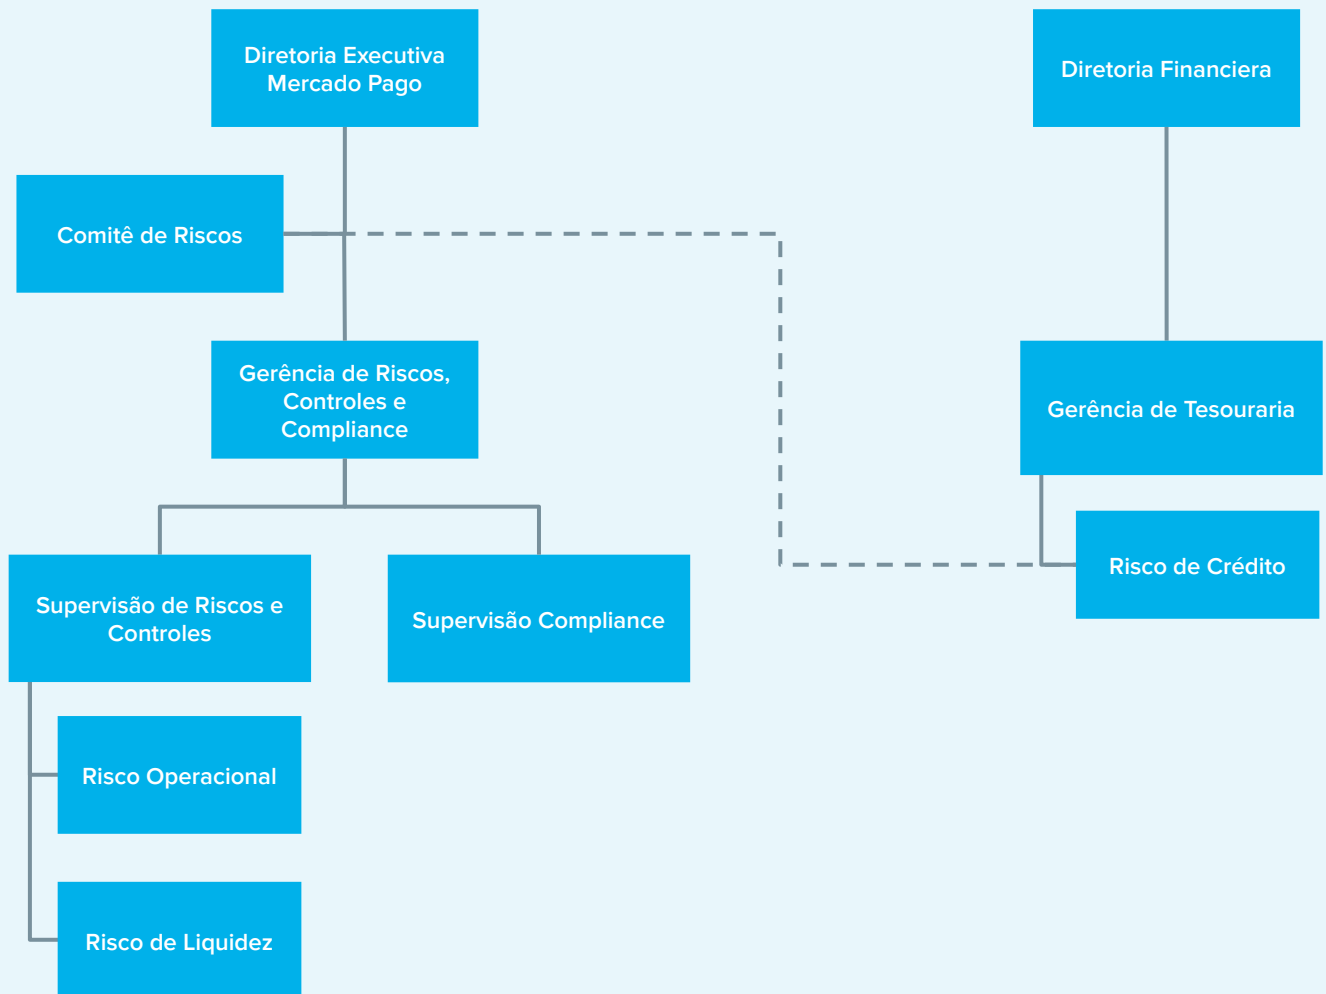 Diretoria Executiva
Mercado Pago
Diretoria Financiera
Comitê de Riscos
Gerência de Riscos,
Controles e
Compliance
Gerência de Tesouraria
Risco de Crédito
Supervisão de Riscos e
Controles
Supervisão Compliance
Risco Operacional
Risco de Liquidez